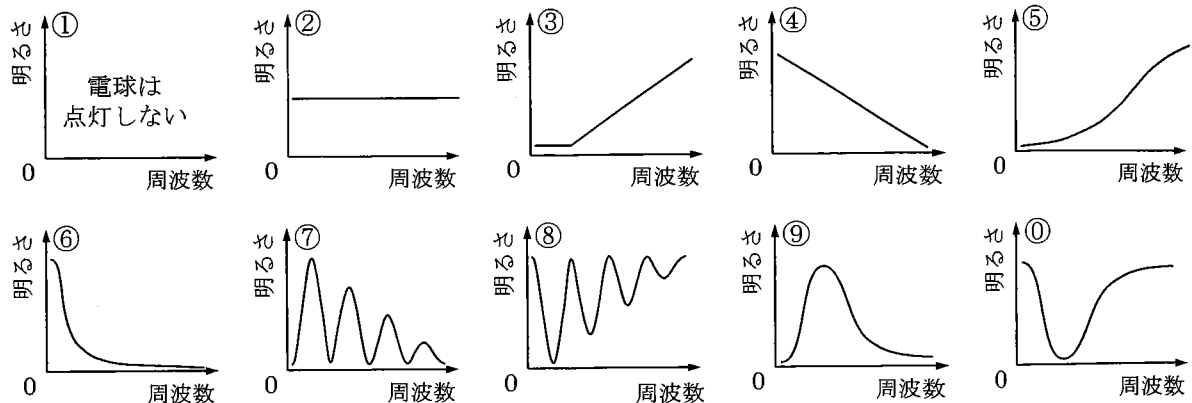 ①
明るさ
電球は
点灯しない
0
周波数
②
明るさ
0
周波数
③
明るさ
0
周波数
④
明るさ
0
周波数
⑤
明るさ
0
周波数
⑥
明るさ
0
周波数
⑦
明るさ
0
周波数
⑧
明るさ
0
周波数
⑨
明るさ
0
周波数
⓪
明るさ
0
周波数